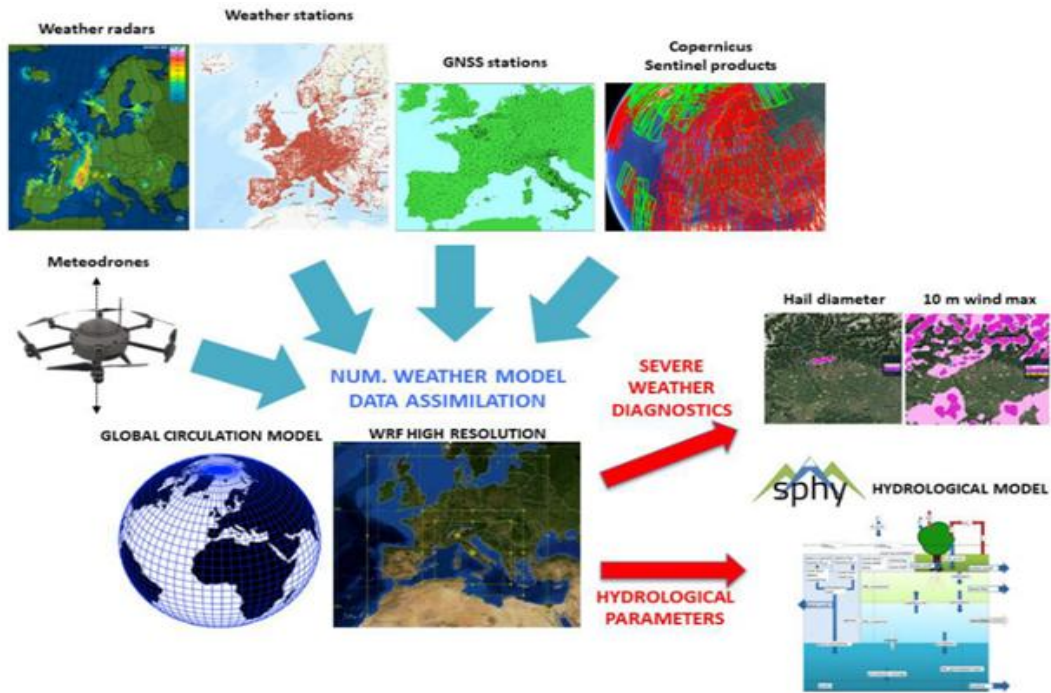 Weather radars
Weather stations
GNSS stations
Copernicus
Sentinel products
Meteodrones
NUM. WEATHER MODEL
DATA ASSIMILATION
GLOBAL CIRCULATION MODEL
WRF HIGH RESOLUTION
SEVERE
WEATHER
DIAGNOSTICS
Hail diameter
10 m wind max
sphy
HYDROLOGICAL MODEL
HYDROLOGICAL
PARAMETERS